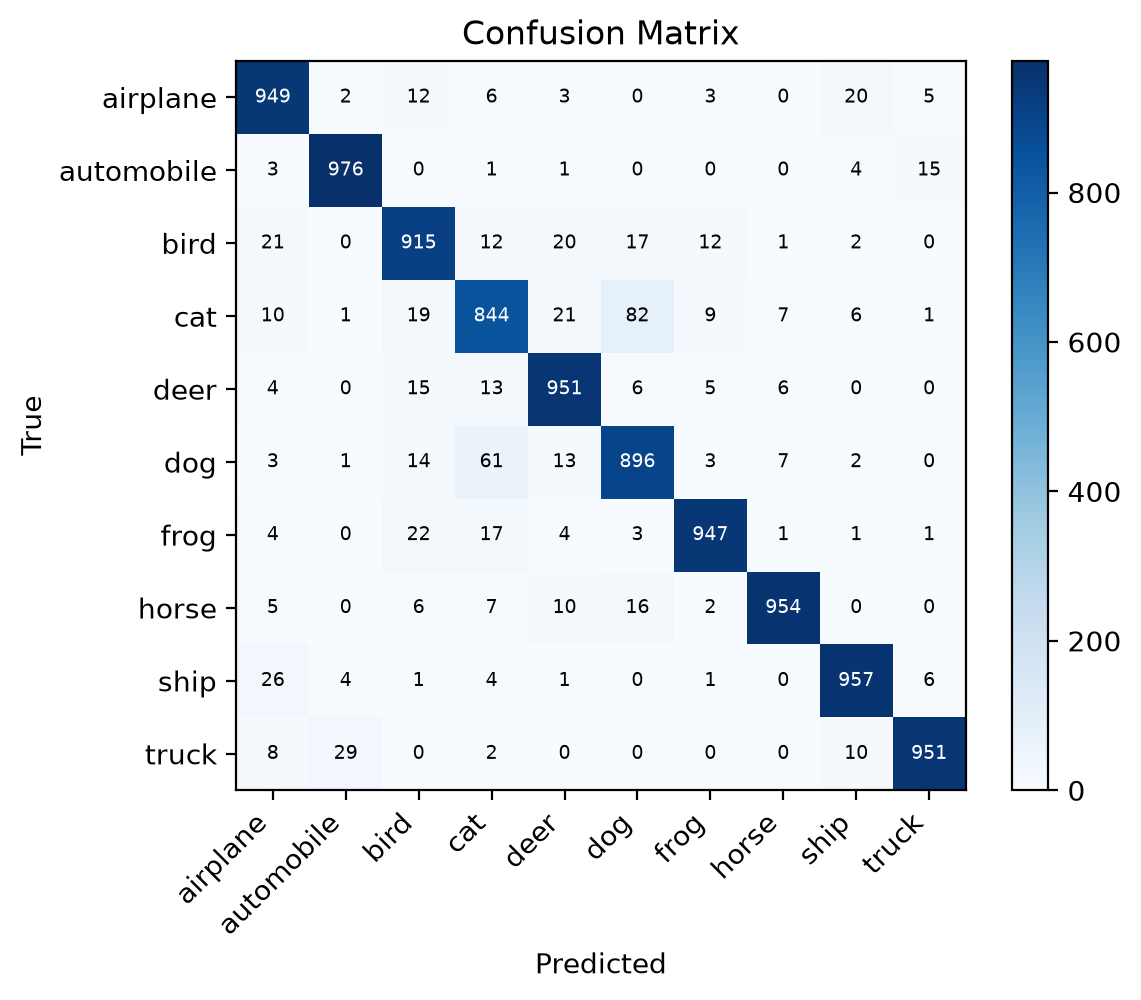 Confusion Matrix
airplane 949 2 12 6 3 0 3 0 20 5
automobile 3 976 0 1 1 0 0 0 4 15
bird 21 0 915 12 20 17 12 1 2 0
cat 10 1 19 844 21 82 9 7 6 1
deer 4 0 15 13 951 6 5 6 0 0
dog 3 1 14 61 13 896 3 7 2 0
frog 4 0 22 17 4 3 947 1 1 1
horse 5 0 6 7 10 16 2 954 0 0
ship 26 4 1 4 1 0 1 0 957 6
truck 8 29 0 2 0 0 0 0 10 951
True
airplane automobile bird cat deer dog frog horse ship truck
Predicted
800
600
400
200
0